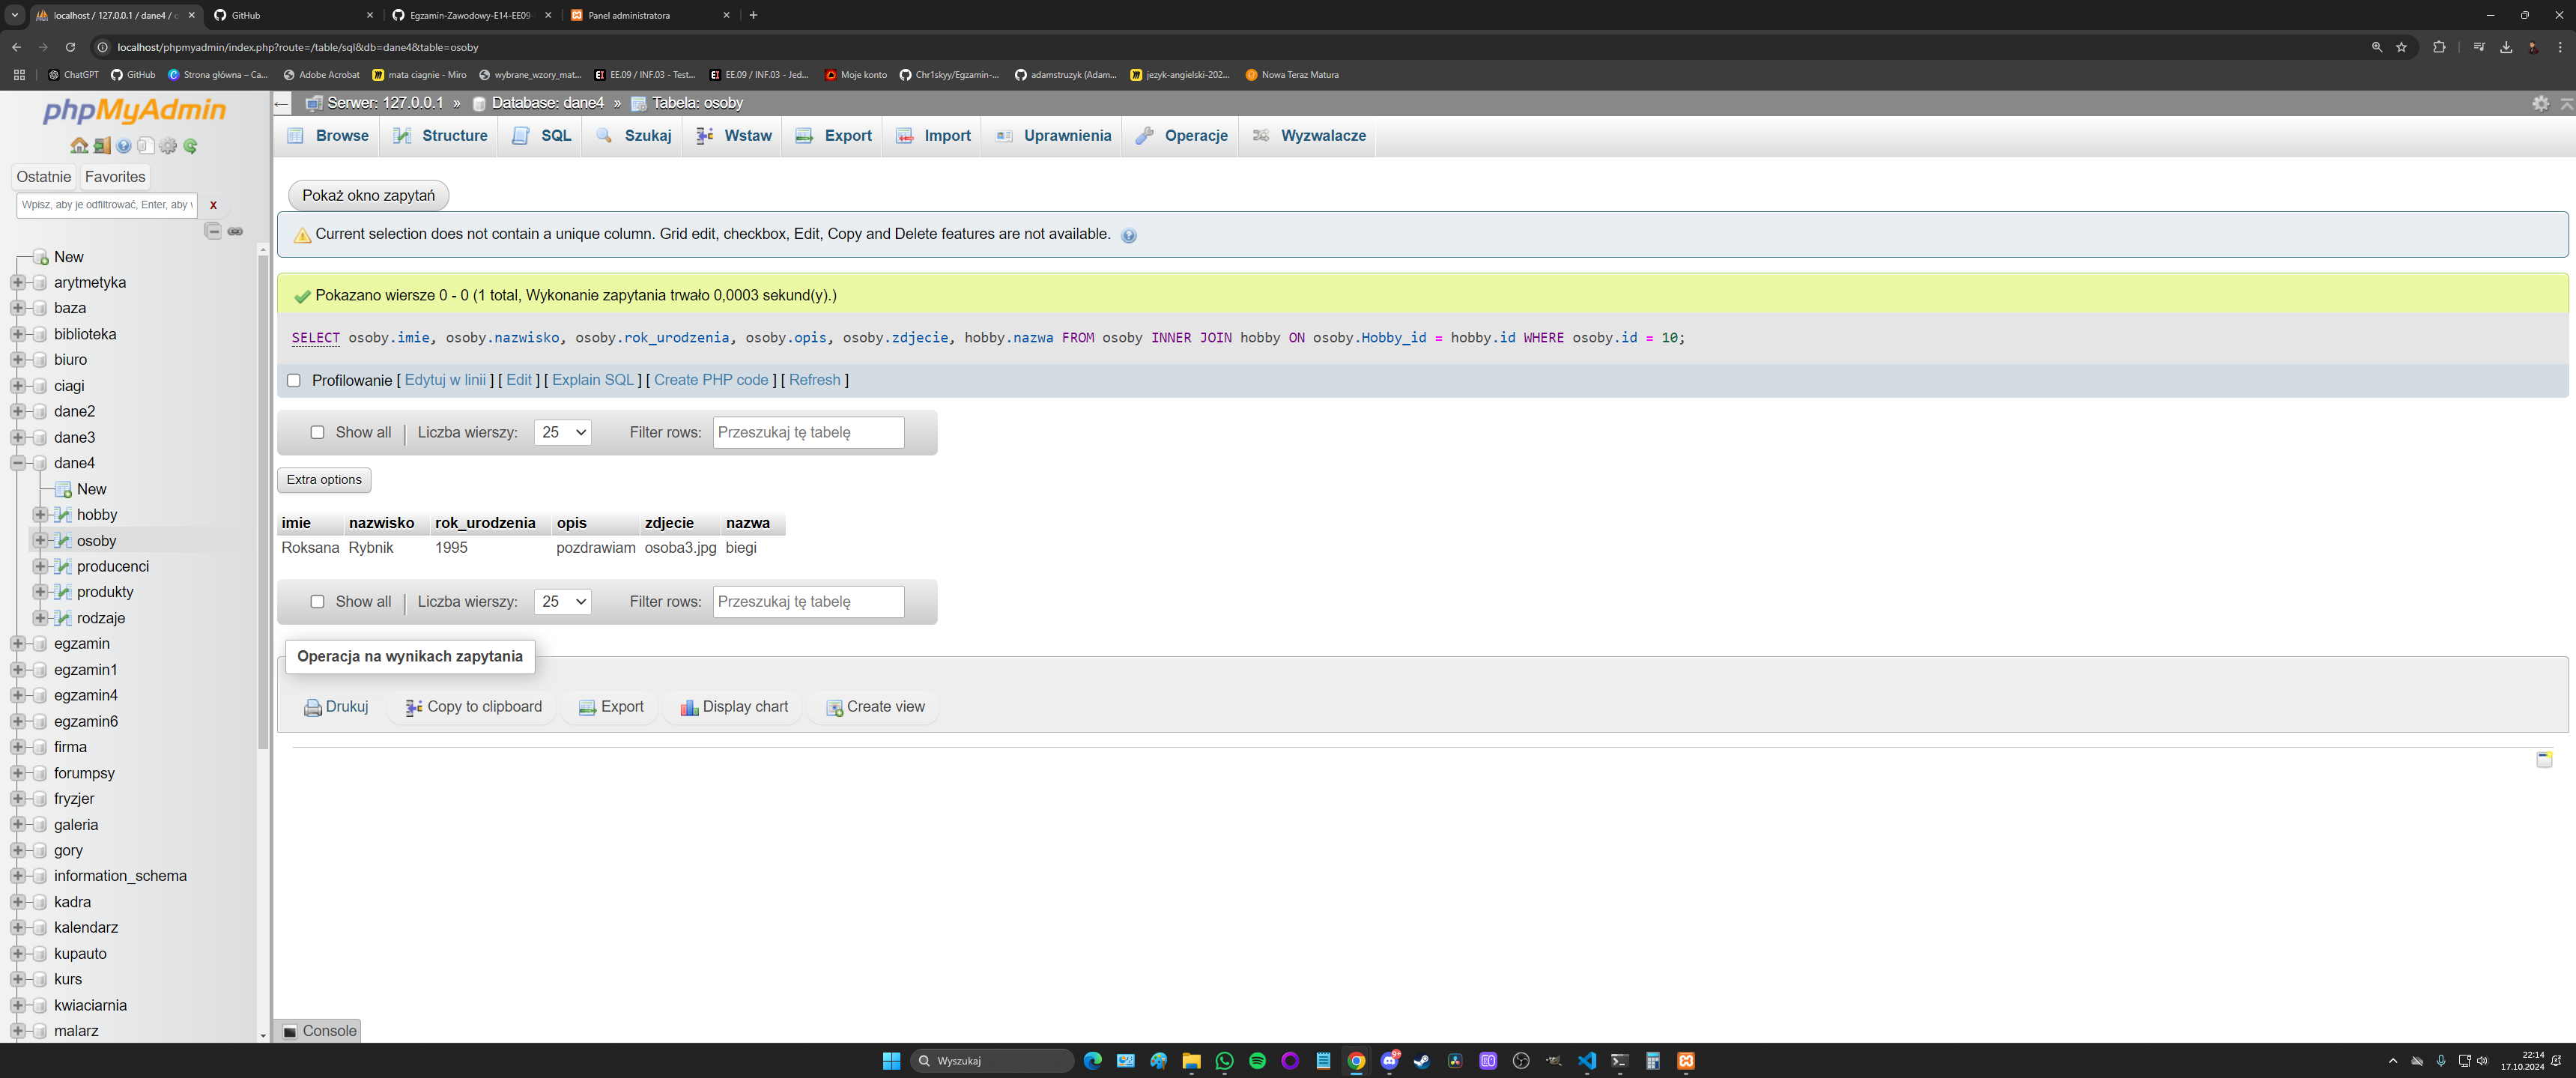 localhost / 127.0.0.1 / dane4 / o
GitHub
Egzamin-Zawodowy-E14-EE09-
Panel administratora
localhost/phpmyadmin/index.php?route=/table/sql&db=dane4&table=osoby
ChatGPT
GitHub
Strona główna – Ca...
Adobe Acrobat
mata ciagnie - Miro
wybrane_wzory_mat...
EE.09 / INF.03 - Test...
EE.09 / INF.03 - Jed...
Moje konto
Chr1skyy/Egzamin-...
adamstruzyk (Adam...
jezyk-angielski-202...
Nowa Teraz Matura
phpMyAdmin
Ostatnie Favorites
Wpisz, aby je odfiltrować, Enter, aby
X
New
arytmetyka
baza
biblioteka
biuro
ciagi
dane2
dane3
dane4
New
hobby
osoby
producenci
produkty
rodzaje
egzamin
egzamin1
egzamin4
egzamin6
firma
forumpsy
fryzjer
galeria
gory
information_schema
kadra
kalendarz
kupauto
kurs
kwiaciarnia
malarz
Serwer: 127.0.0.1 » Database: dane4 » Tabela: osoby
Browse Structure SQL Szukaj Wstaw Export Import Uprawnienia Operacje Wyzwalacze
Pokaż okno zapytań
Current selection does not contain a unique column. Grid edit, checkbox, Edit, Copy and Delete features are not available.
Pokazano wiersze 0 - 0 (1 total, Wykonanie zapytania trwało 0,0003 sekund(y).)
SELECT osoby.imie, osoby.nazwisko, osoby.rok_urodzenia, osoby.opis, osoby.zdjecie, hobby.nazwa FROM osoby INNER JOIN hobby ON osoby.Hobby_id = hobby.id WHERE osoby.id = 10;
Profilowanie [ Edytuj w linii ] [ Edit ] [ Explain SQL ] [ Create PHP code ] [ Refresh ]
Show all | Liczba wierszy: 25 Filter rows: Przeszukaj tę tabelę
Extra options
imie nazwisko rok_urodzenia opis zdjecie nazwa
Roksana Rybnik 1995 pozdrawiam osoba3.jpg biegi
Show all | Liczba wierszy: 25 Filter rows: Przeszukaj tę tabelę
Operacja na wynikach zapytania
Drukuj Copy to clipboard Export Display chart Create view
Console
Wyszukaj
22:14
17.10.2024